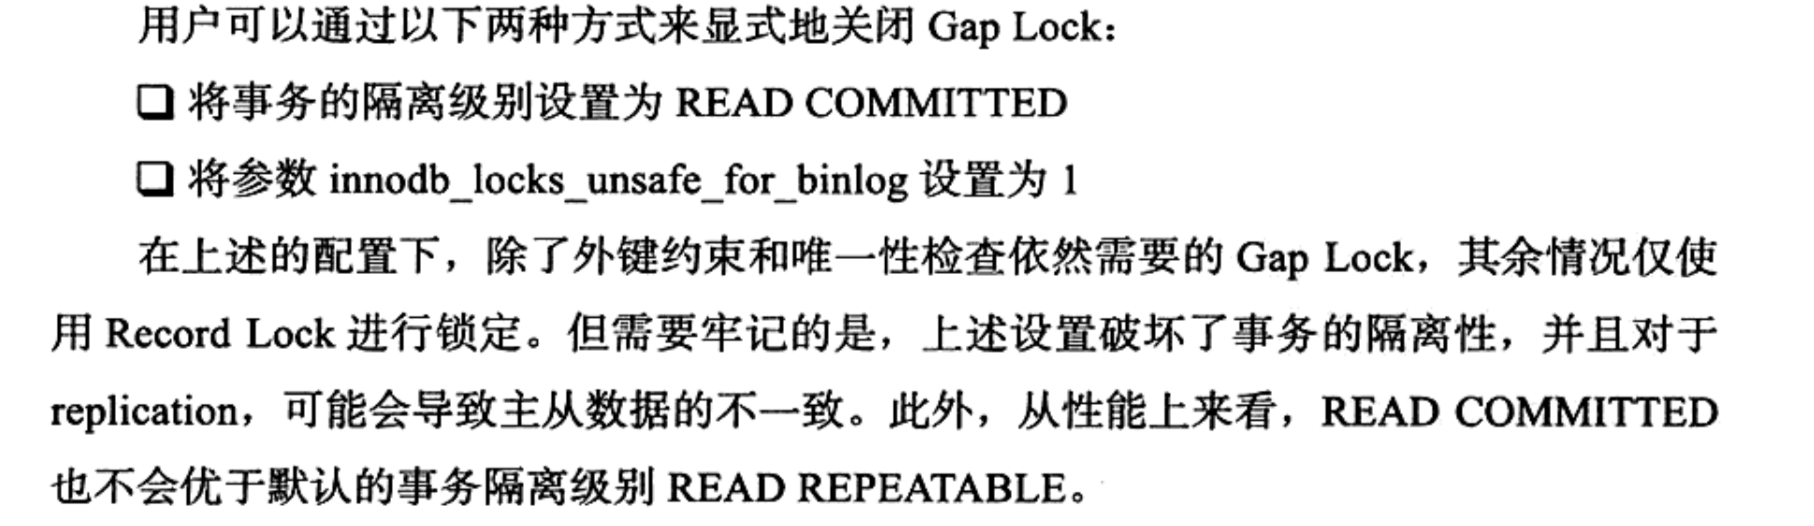 用户可以通过以下两种方式来显式地关闭 Gap Lock：
❑ 将事务的隔离级别设置为 READ COMMITTED
❑ 将参数 innodb_locks_unsafe_for_binlog 设置为 1
在上述的配置下，除了外键约束和唯一性检查依然需要的 Gap Lock，其余情况仅使
用 Record Lock 进行锁定。但需要牢记的是，上述设置破坏了事务的隔离性，并且对于
replication，可能会导致主从数据的不一致。此外，从性能上来看，READ COMMITTED
也不会优于默认的事务隔离级别 READ REPEATABLE。